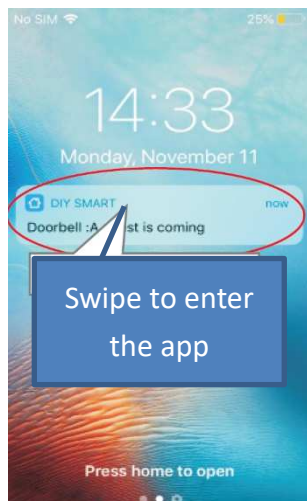 No SIM 25%
14:33
Monday, November 11
DIY SMART now
Doorbell :A st is coming
Swipe to enter
the app
Press home to open